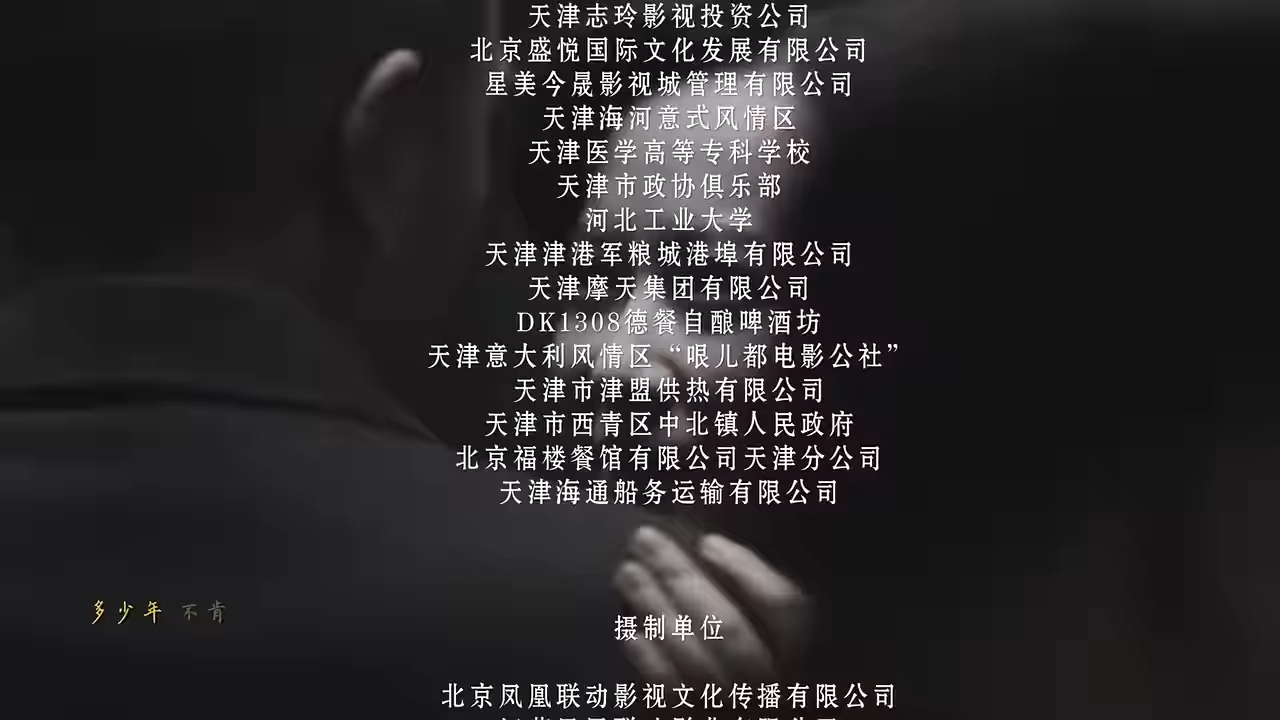 天津志玲影视投资公司
北京盛悦国际文化发展有限公司
星美今晟影视城管理有限公司
天津海河意式风情区
天津医学高等专科学校
天津市政协俱乐部
河北工业大学
天津津港军粮城港埠有限公司
天津摩天集团有限公司
DK1308德餐自酿啤酒坊
天津意大利风情区“哏儿都电影公社”
天津市津盟供热有限公司
天津市西青区中北镇人民政府
北京福楼餐馆有限公司天津分公司
天津海通船务运输有限公司
多少年 不肯
摄制单位
北京凤凰联动影视文化传播有限公司